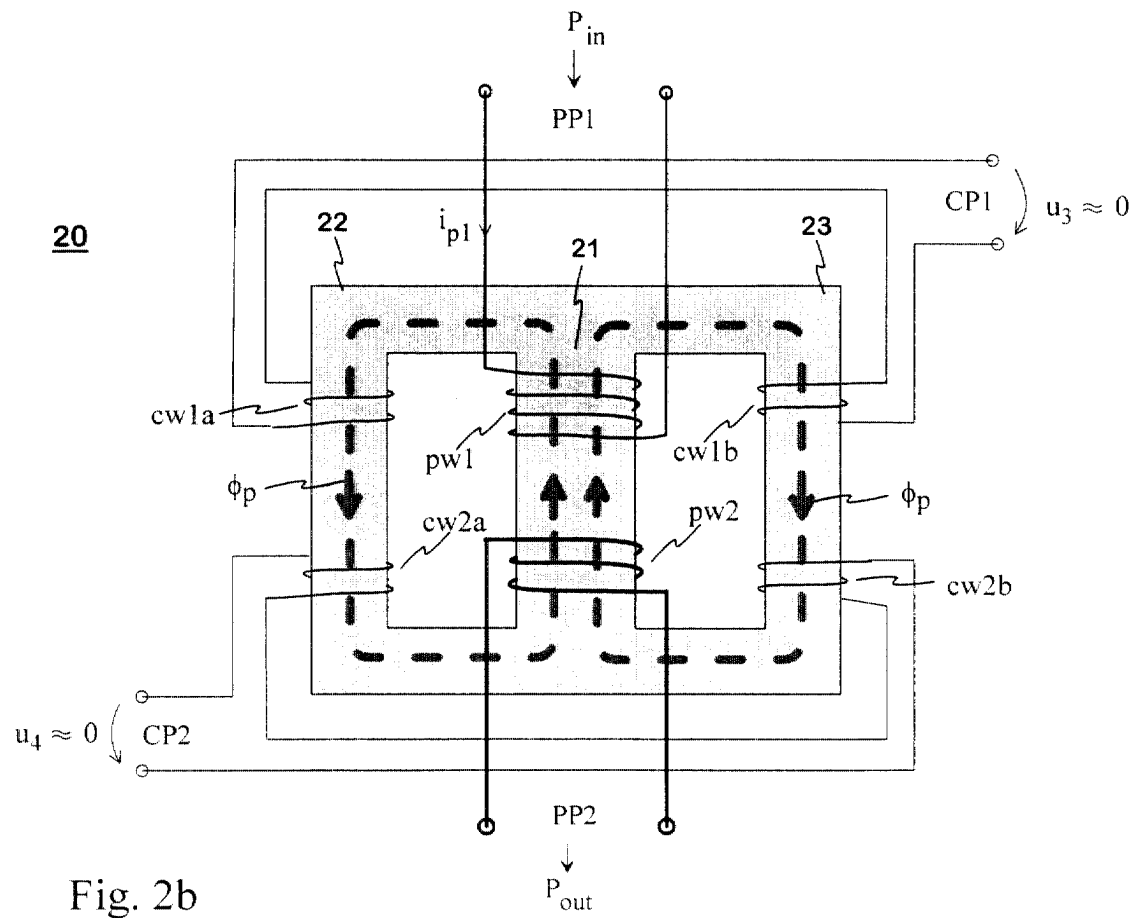 P_in
PP1
CP1
u_3 ≈ 0
20
i_p1
22
21
23
cw1a
pw1
cw1b
ϕ_p
cw2a
pw2
ϕ_p
cw2b
u_4 ≈ 0
CP2
PP2
P_out
Fig. 2b